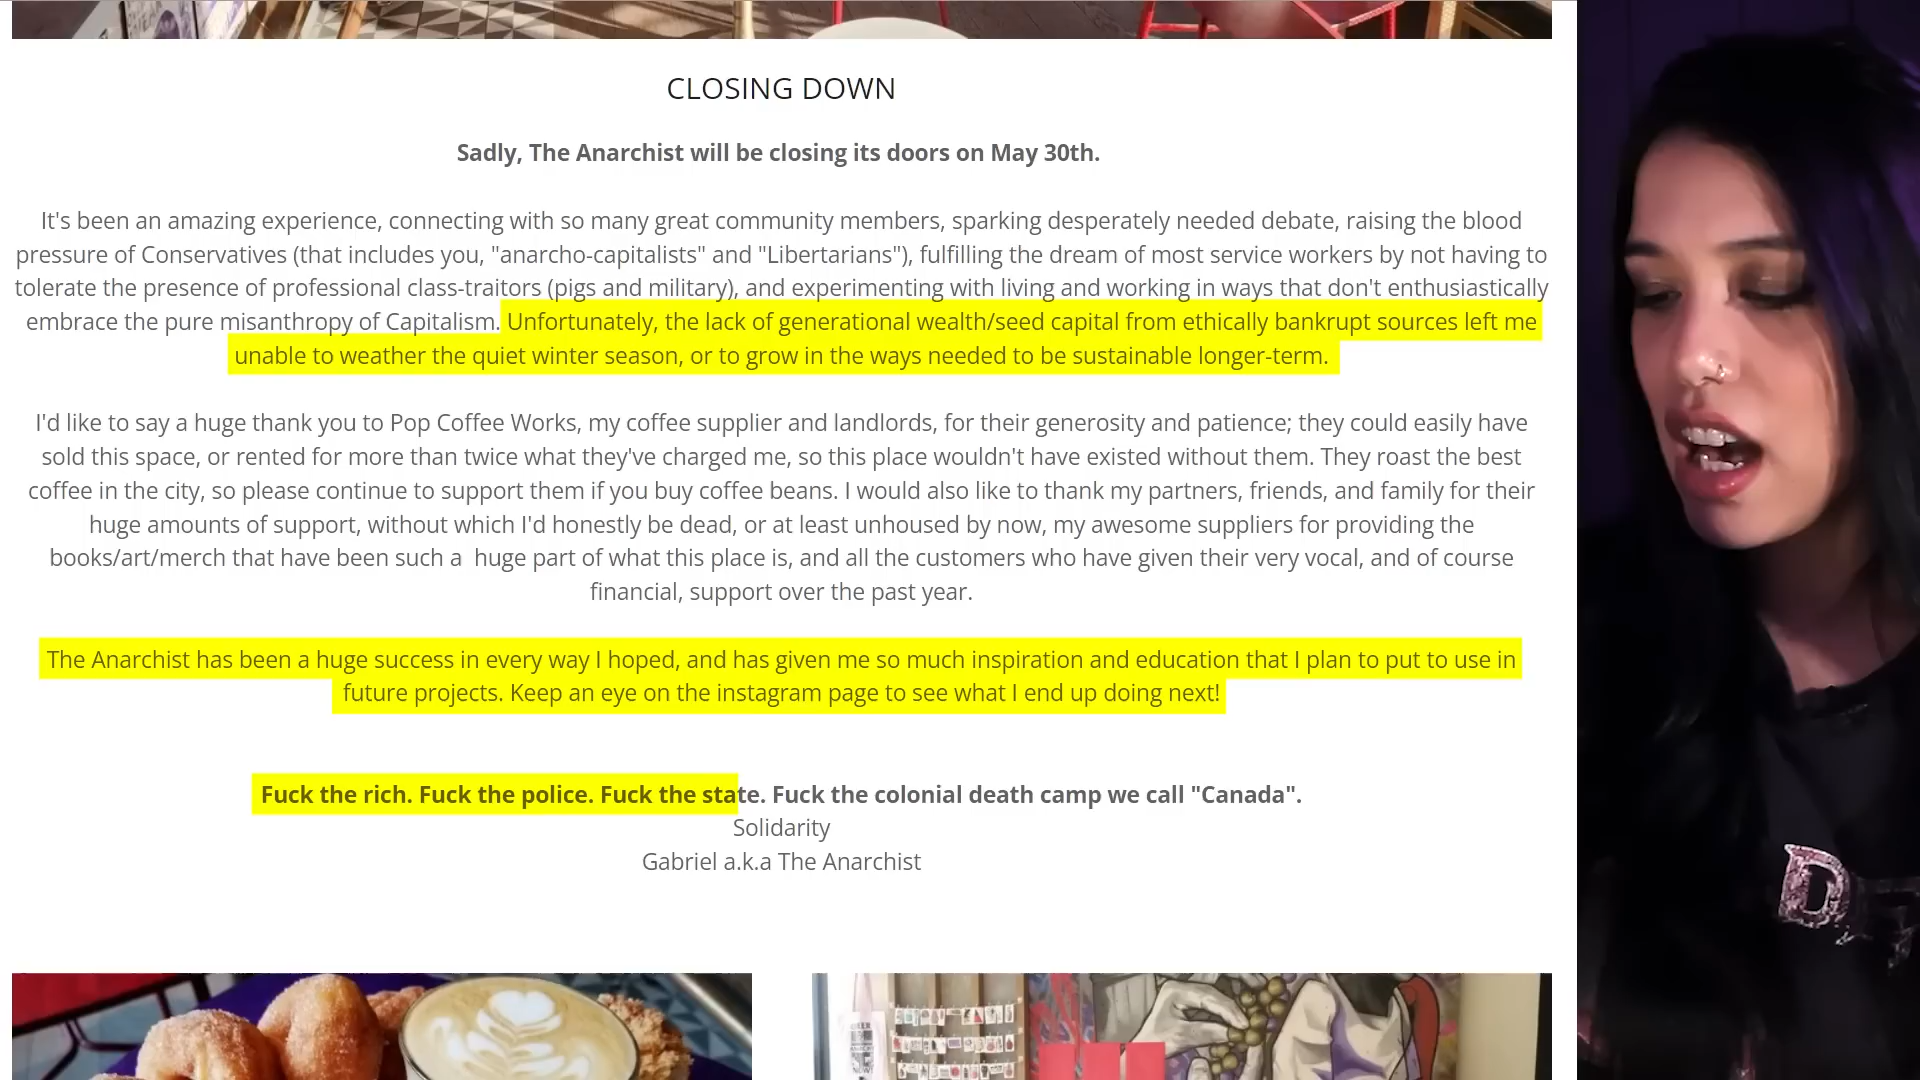 CLOSING DOWN
Sadly, The Anarchist will be closing its doors on May 30th.
It's been an amazing experience, connecting with so many great community members, sparking desperately needed debate, raising the blood
pressure of Conservatives (that includes you, "anarcho-capitalists" and "Libertarians"), fulfilling the dream of most service workers by not having to
tolerate the presence of professional class-traitors (pigs and military), and experimenting with living and working in ways that don't enthusiastically
embrace the pure misanthropy of Capitalism. Unfortunately, the lack of generational wealth/seed capital from ethically bankrupt sources left me
unable to weather the quiet winter season, or to grow in the ways needed to be sustainable longer-term.
I'd like to say a huge thank you to Pop Coffee Works, my coffee supplier and landlords, for their generosity and patience; they could easily have
sold this space, or rented for more than twice what they've charged me, so this place wouldn't have existed without them. They roast the best
coffee in the city, so please continue to support them if you buy coffee beans. I would also like to thank my partners, friends, and family for their
huge amounts of support, without which I'd honestly be dead, or at least unhoused by now, my awesome suppliers for providing the
books/art/merch that have been such a  huge part of what this place is, and all the customers who have given their very vocal, and of course
financial, support over the past year.
The Anarchist has been a huge success in every way I hoped, and has given me so much inspiration and education that I plan to put to use in
future projects. Keep an eye on the instagram page to see what I end up doing next!
Fuck the rich. Fuck the police. Fuck the state. Fuck the colonial death camp we call "Canada".
Solidarity
Gabriel a.k.a The Anarchist